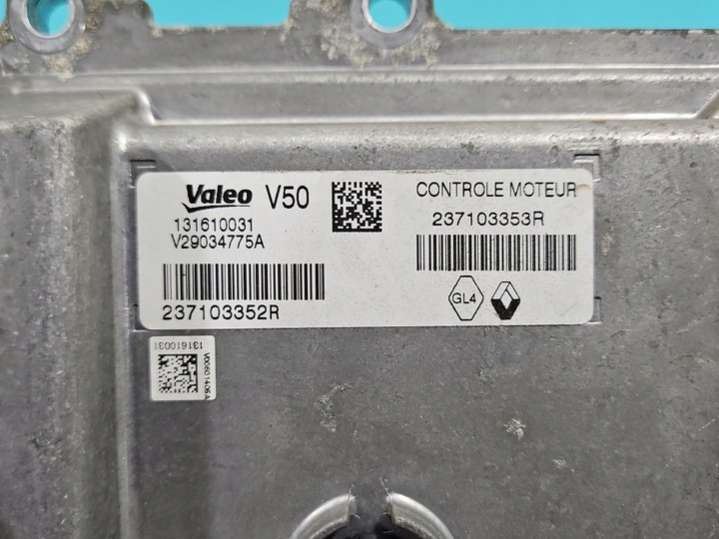 Valeo V50
131610031
V29034775A
237103352R
CONTROLE MOTEUR
237103353R
GL4
131610031